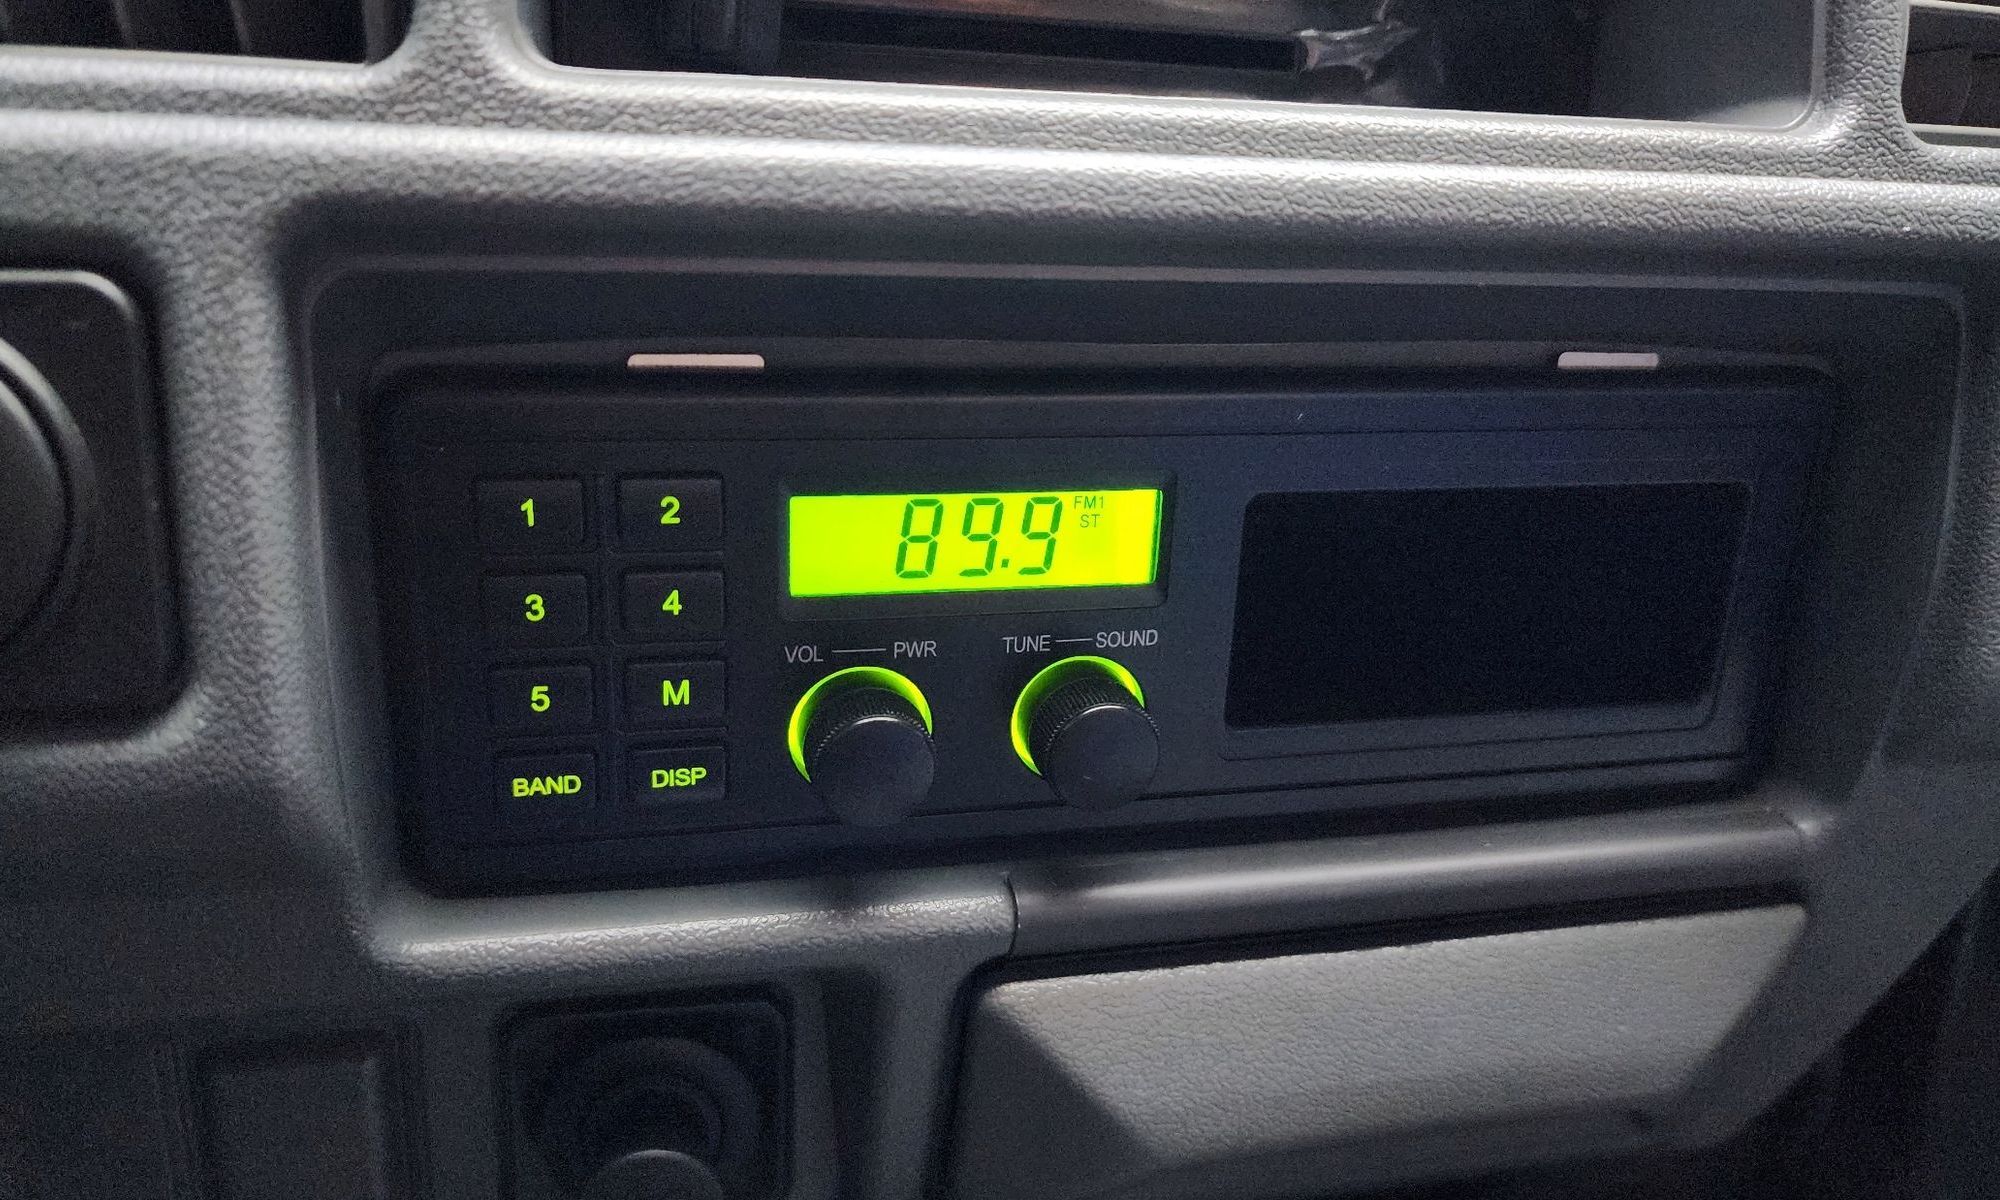 1 2
3 4
5 M
BAND DISP
89.9 FM1
ST
VOL PWR
TUNE SOUND